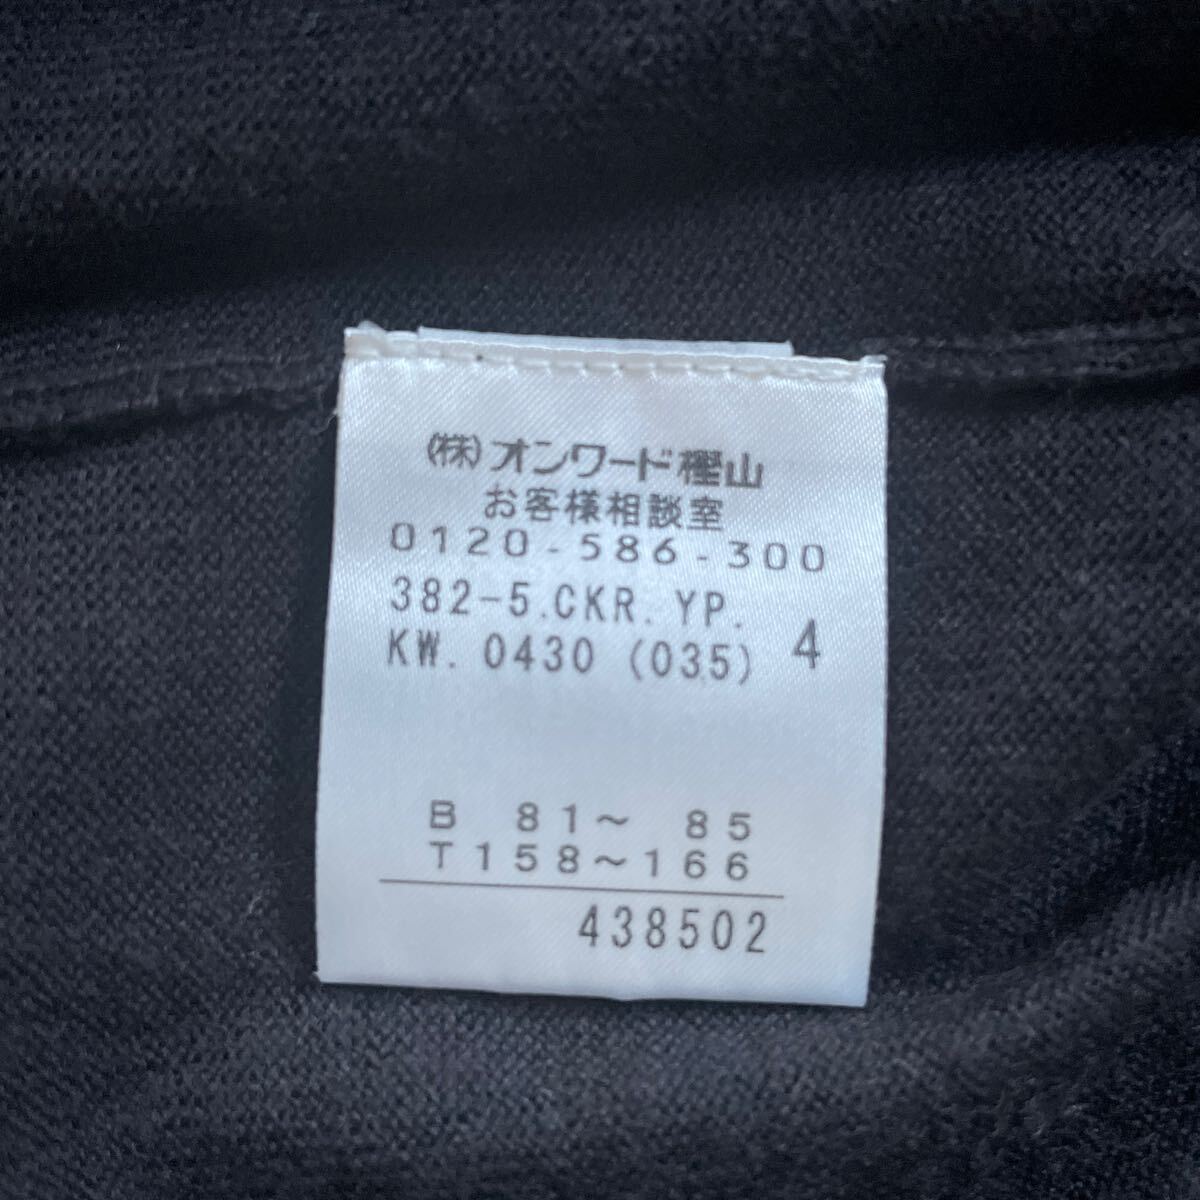 (株)オンワード樫山
お客様相談室
0120-586-300
382-5.CKR.YP.
KW. 0430 (035) 4
B 81～ 85
T158～166
438502